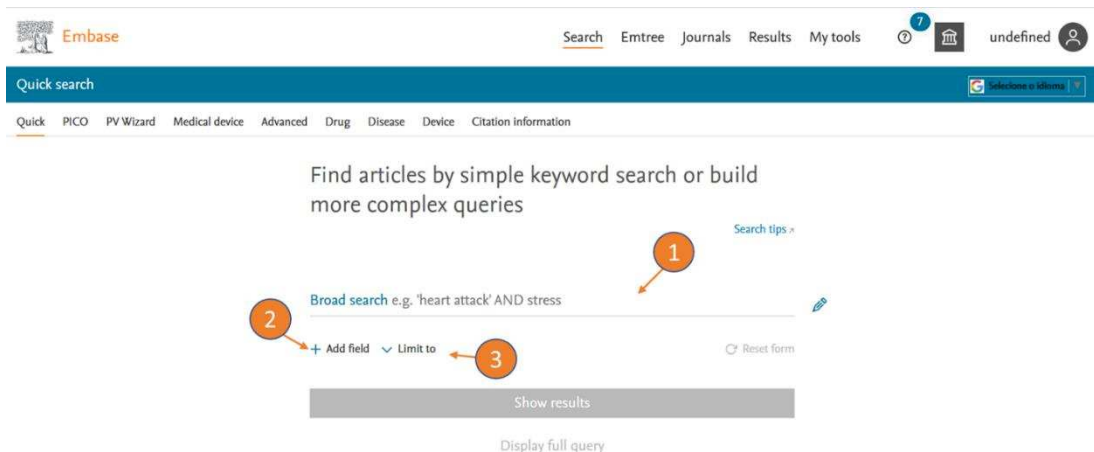 Embase
Search Emtree Journals Results My tools 7 undefined
Quick search
G Selecione o idioma
Quick PICO PV Wizard Medical device Advanced Drug Disease Device Citation information
Find articles by simple keyword search or build
more complex queries
Search tips
1
Broad search e.g. 'heart attack' AND stress
2
+ Add field Limit to
3
Reset form
Show results
Display full query